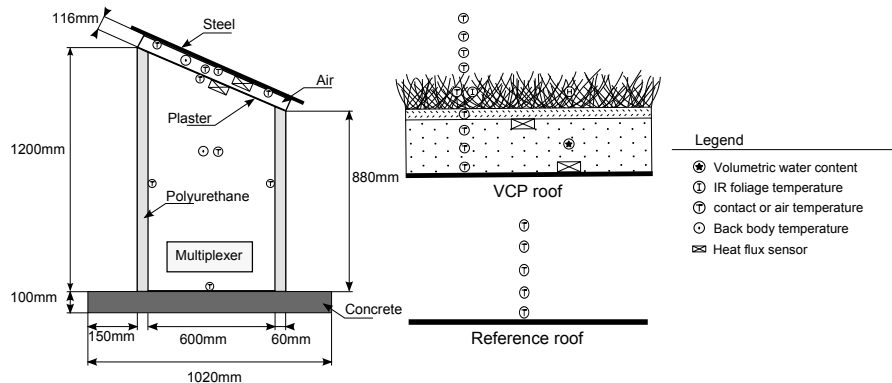 116mm
Steel
Air
Plaster
1200mm
880mm
Polyurethane
Multiplexer
100mm
Concrete
150mm
600mm
60mm
1020mm
T
T
T
T
T
I
H
T
T
T
T
VCP roof
T
T
T
T
T
Reference roof
Legend
Volumetric water content
I IR foliage temperature
T contact or air temperature
Back body temperature
Heat flux sensor